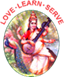 LOVE • LEARN • SERVE